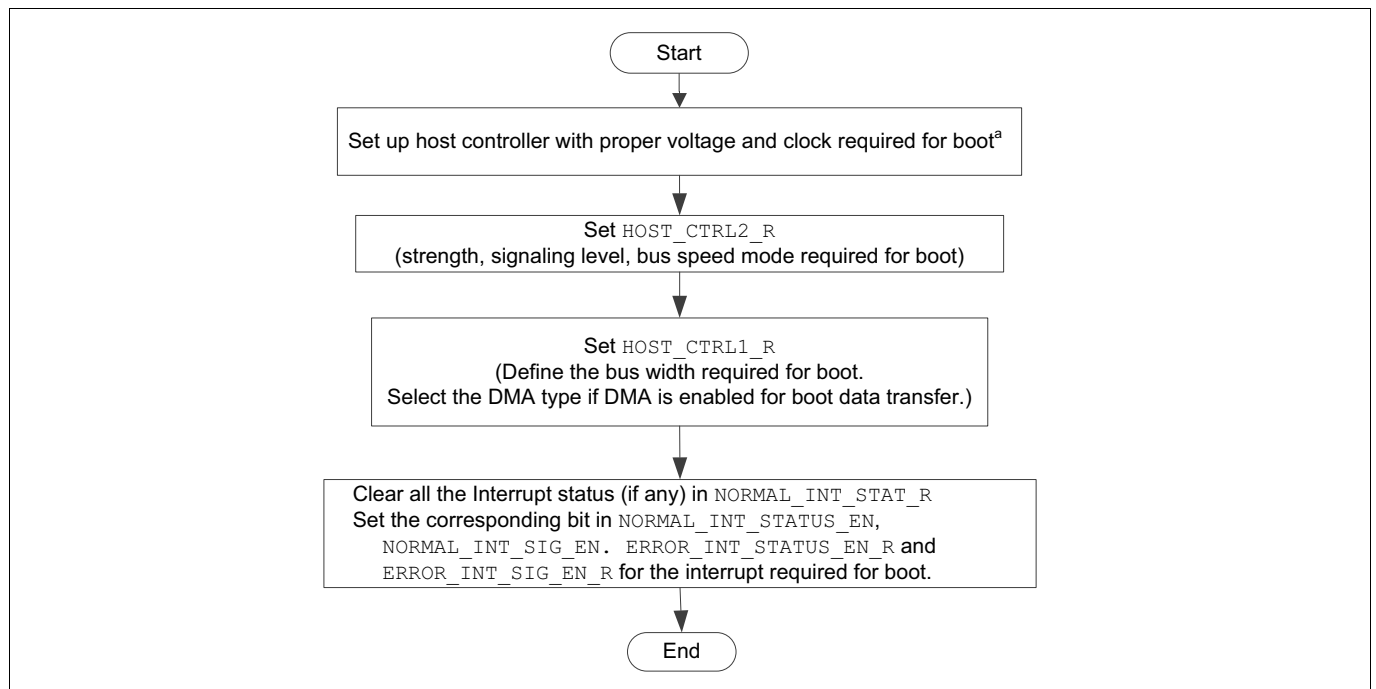 Start
Set up host controller with proper voltage and clock required for bootᵃ
Set HOST_CTRL2_R
(strength, signaling level, bus speed mode required for boot)
Set HOST_CTRL1_R
(Define the bus width required for boot.
Select the DMA type if DMA is enabled for boot data transfer.)
Clear all the Interrupt status (if any) in NORMAL_INT_STAT_R
Set the corresponding bit in NORMAL_INT_STATUS_EN,
NORMAL_INT_SIG_EN. ERROR_INT_STATUS_EN_R and
ERROR_INT_SIG_EN_R for the interrupt required for boot.
End